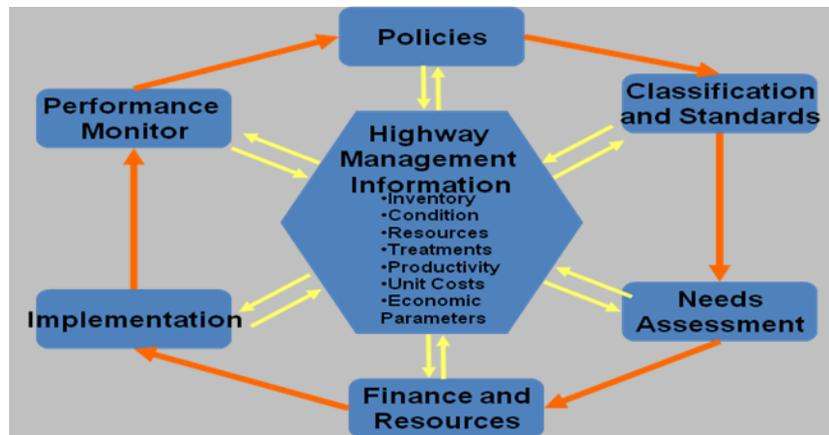 Policies
Classification
and Standards
Performance
Monitor
Highway
Management
Information
•Inventory
•Condition
•Resources
•Treatments
•Productivity
•Unit Costs
•Economic
Parameters
Implementation
Needs
Assessment
Finance and
Resources